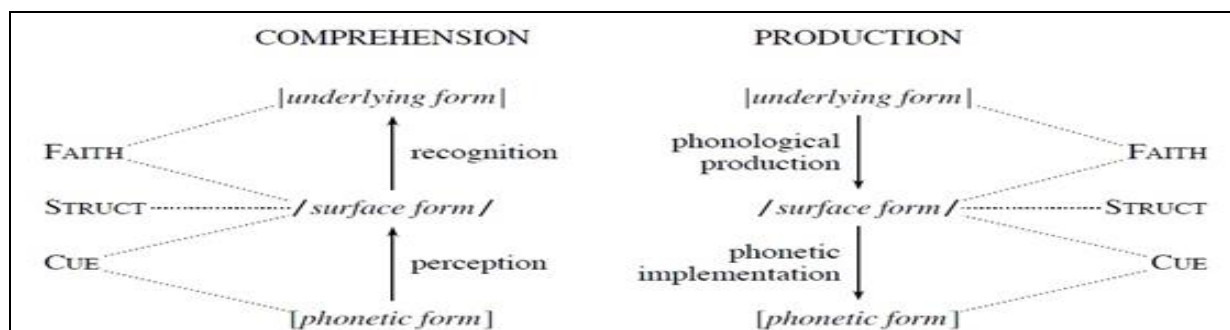 COMPREHENSION PRODUCTION
|underlying form| |underlying form|
FAITH recognition phonological production FAITH
STRUCT /surface form/ /surface form/ STRUCT
CUE perception phonetic implementation CUE
[phonetic form] [phonetic form]